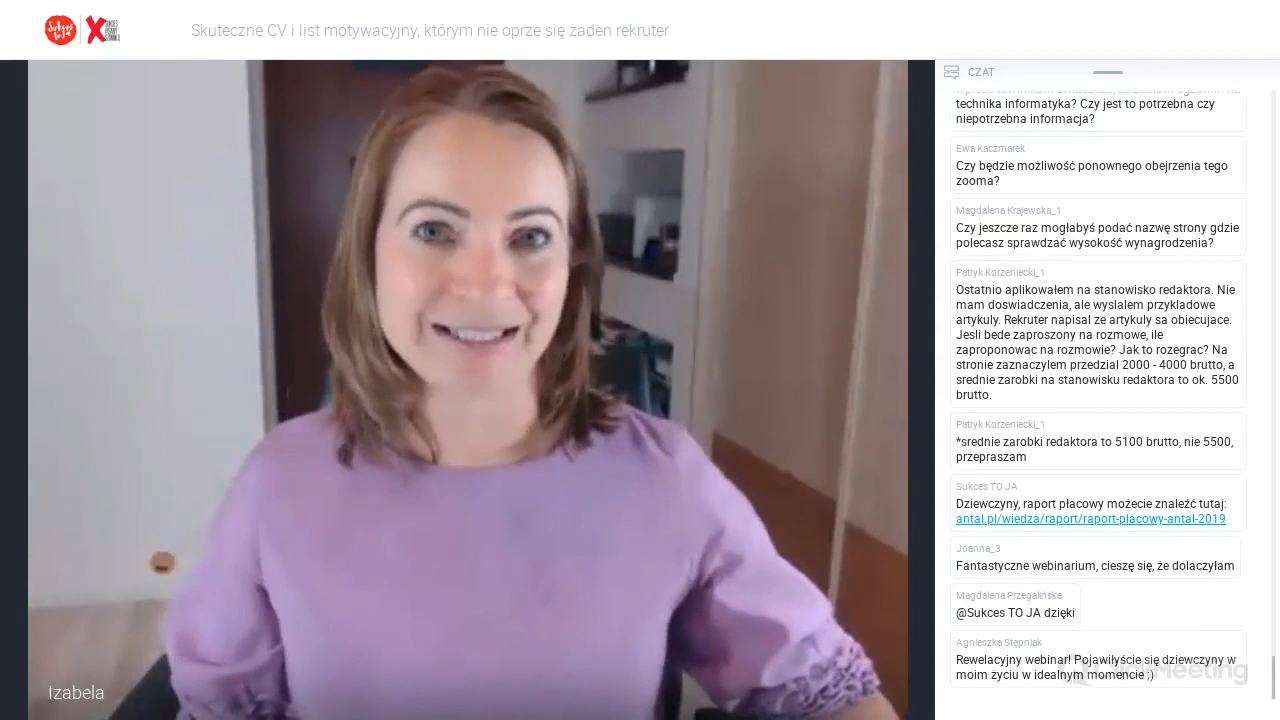 Sukces to Ja
Skuteczne CV i list motywacyjny, którym nie oprze się żaden rekruter
CZAT
technika informatyka? Czy jest to potrzebna czy
niepotrzebna informacja?
Ewa Kaczmarek
Czy będzie możliwość ponownego obejrzenia tego
zooma?
Magdalena Krajewska_1
Czy jeszcze raz mogłabyś podać nazwę strony gdzie
polecasz sprawdzać wysokość wynagrodzenia?
Patryk Korzeniecki_1
Ostatnio aplikowałem na stanowisko redaktora. Nie
mam doswiadczenia, ale wyslalem przykladowe
artykuly. Rekruter napisal ze artykuly sa obiecujace.
Jesli bede zaproszony na rozmowe, ile
zaproponowac na rozmowie? Jak to rozegrac? Na
stronie zaznaczylem przedzial 2000 - 4000 brutto, a
srednie zarobki na stanowisku redaktora to ok. 5500
brutto.
Patryk Korzeniecki_1
*srednie zarobki redaktora to 5100 brutto, nie 5500,
przepraszam
Sukces TO JA
Dziewczyny, raport płacowy możecie znaleźć tutaj:
antal.pl/wiedza/raport/raport-placowy-antal-2019
Joanna_3
Fantastyczne webinarium, cieszę się, że dolaczyłam
Magdalena Przegalińska
@Sukces TO JA dzięki
Agnieszka Stępniak
Rewelacyjny webinar! Pojawiłyście się dziewczyny w
moim życiu w idealnym momencie ;)
ClickMeeting
Izabela